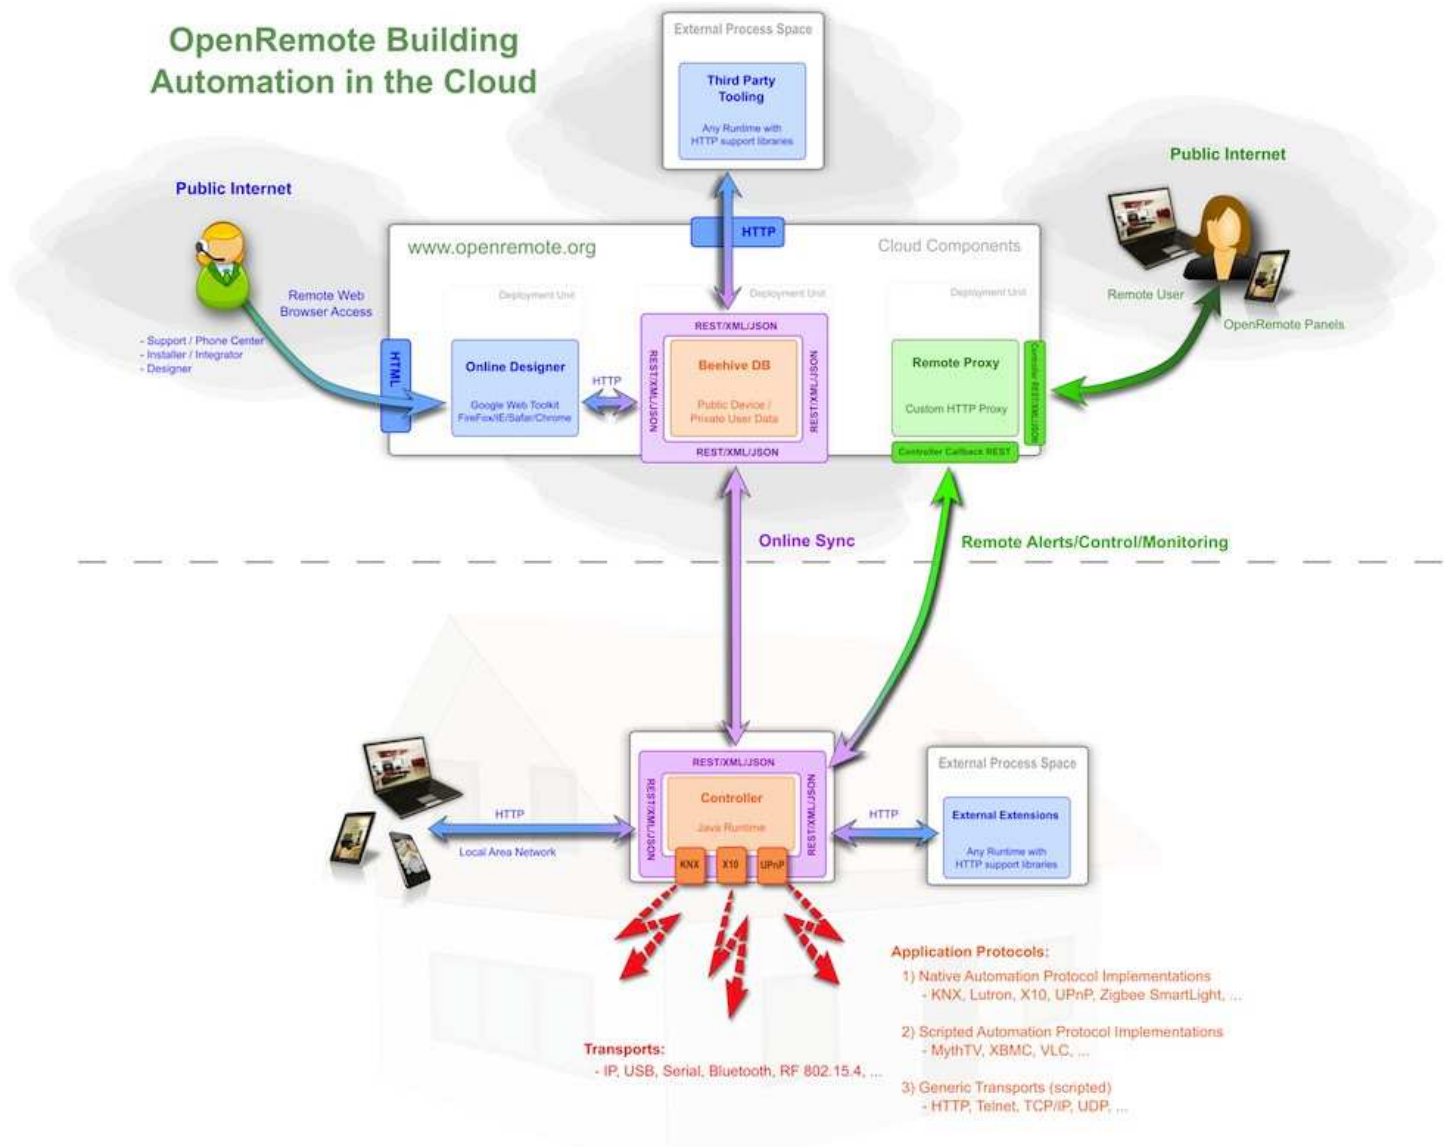 OpenRemote Building
Automation in the Cloud
External Process Space
Third Party
Tooling
Any Runtime with
HTTP support libraries
Public Internet
Public Internet
HTTP
www.openremote.org
Cloud Components
Remote Web
Browser Access
- Support / Phone Center
- Installer / Integrator
- Designer
Remote User
OpenRemote Panels
Deployment Unit
Deployment Unit
Deployment Unit
HTML
Online Designer
Google Web Toolkit
FireFox/IE/Safar/Chrome
HTTP
REST/XML/JSON
REST/XML/JSON
Beehive DB
Public Device /
Private User Data
REST/XML/JSON
REST/XML/JSON
Remote Proxy
Custom HTTP Proxy
Controller REST/XML/JSON
Controller Callback REST
Online Sync
Remote Alerts/Control/Monitoring
REST/XML/JSON
REST/XML/JSON
Controller
Java Runtime
REST/XML/JSON
KNX
X10
UPnP
HTTP
Local Area Network
HTTP
External Process Space
External Extensions
Any Runtime with
HTTP support libraries
Application Protocols:
1) Native Automation Protocol Implementations
- KNX, Lutron, X10, UPnP, Zigbee SmartLight, ...
2) Scripted Automation Protocol Implementations
- MythTV, XBMC, VLC, ...
3) Generic Transports (scripted)
- HTTP, Telnet, TCP/IP, UDP, ...
Transports:
- IP, USB, Serial, Bluetooth, RF 802.15.4, ...